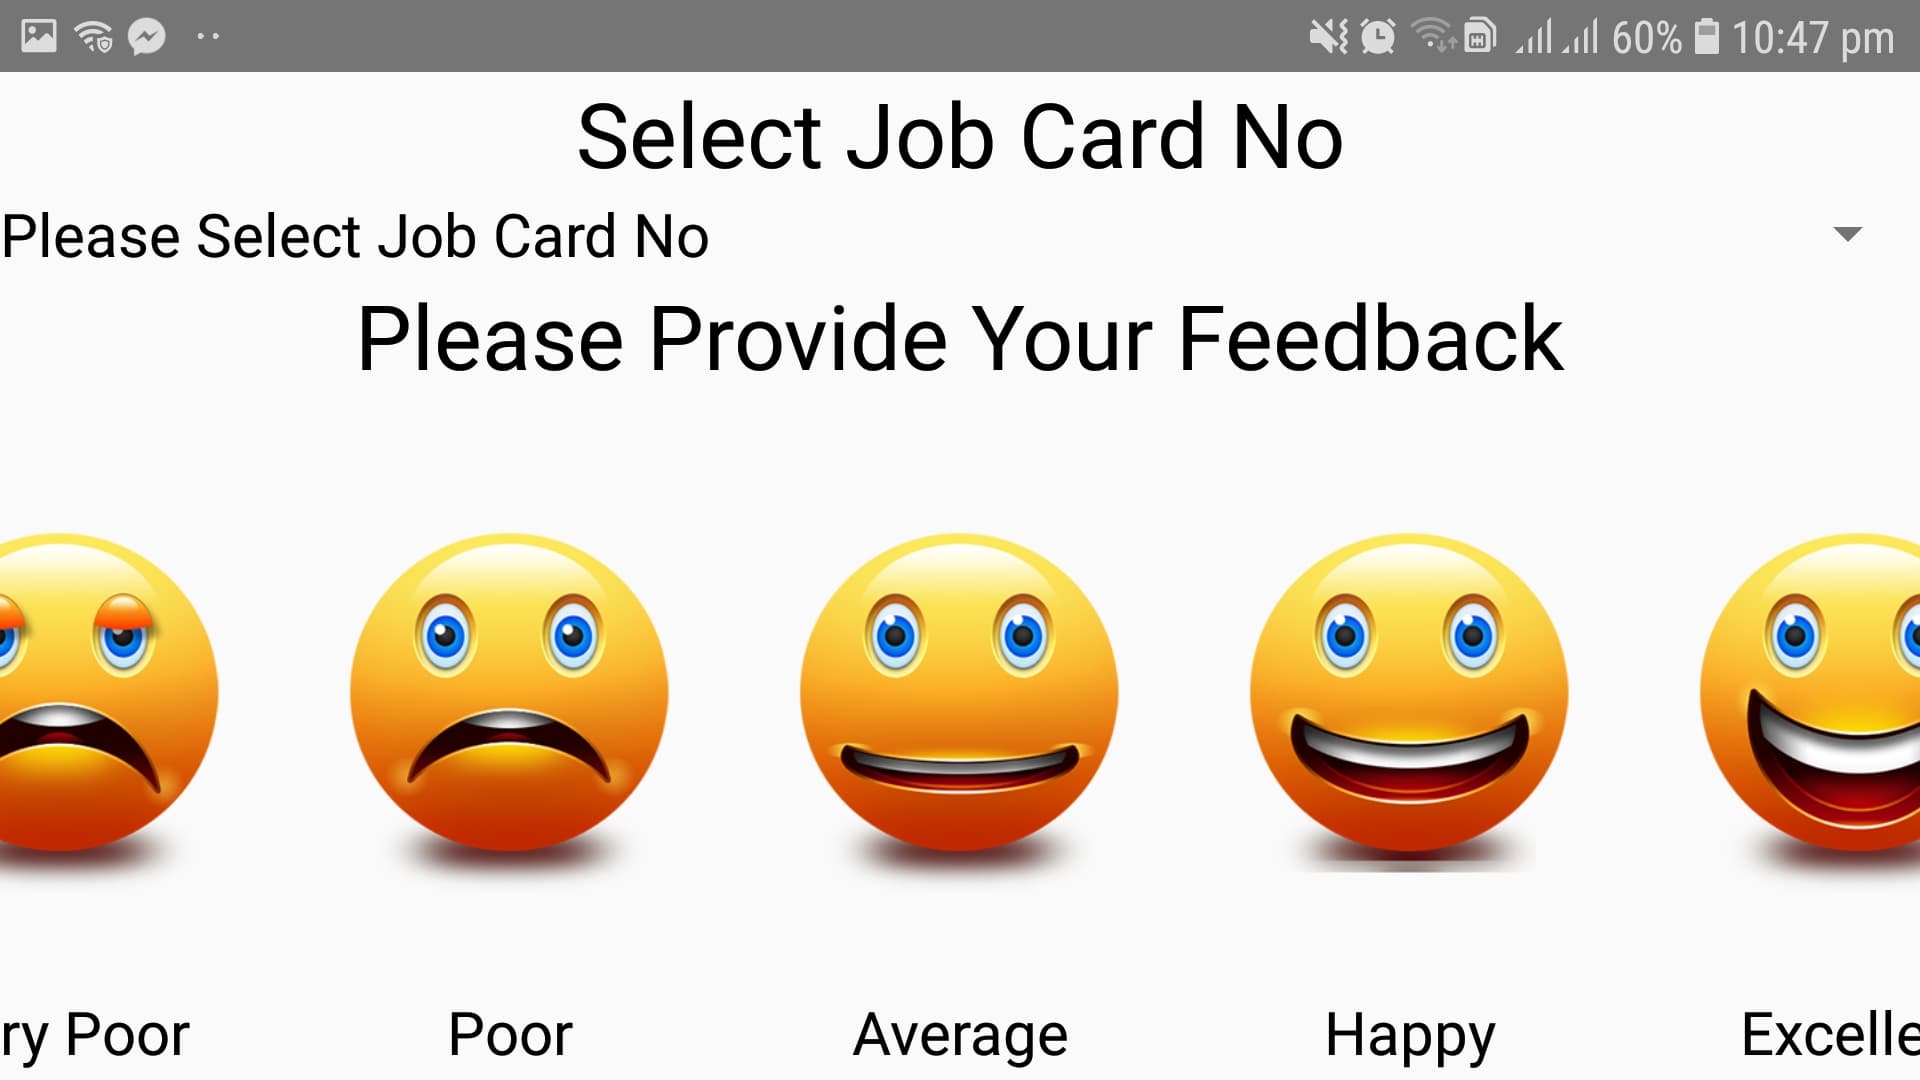 60% 10:47 pm
Select Job Card No
Please Select Job Card No
Please Provide Your Feedback
ry Poor Poor Average Happy Excelle